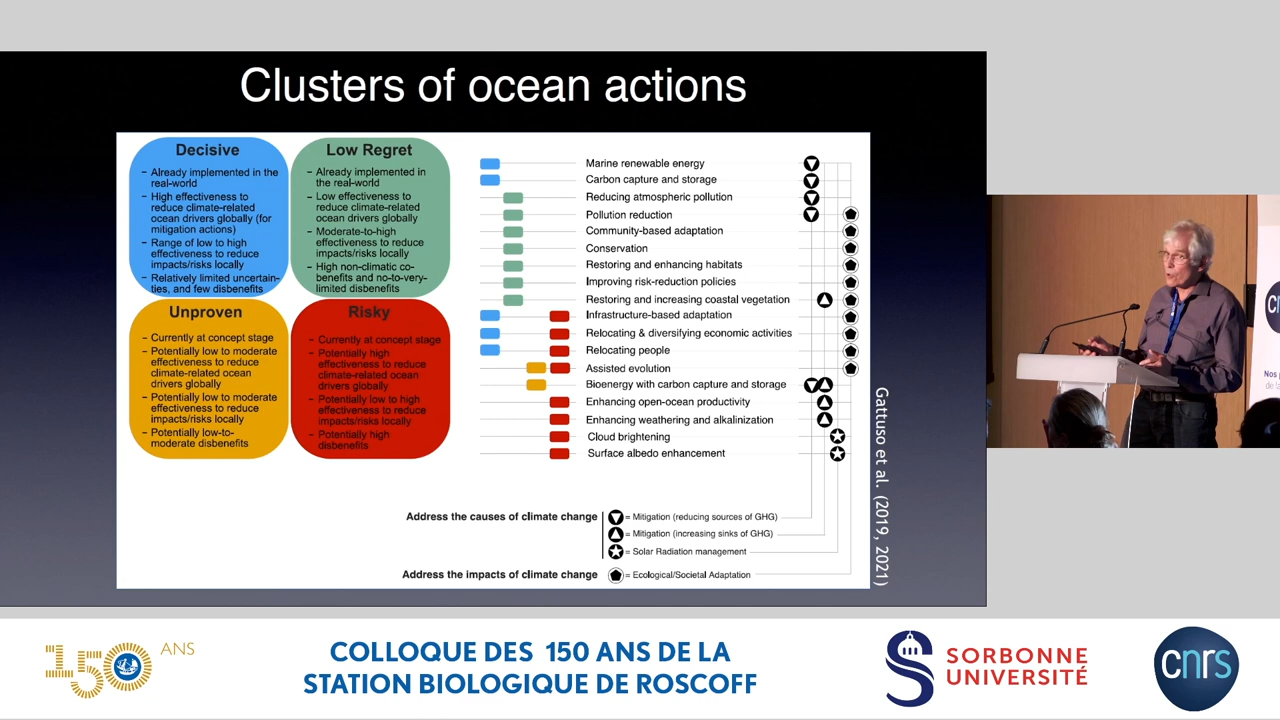 Clusters of ocean actions
Decisive
– Already implemented in the
real-world
– High effectiveness to
reduce climate-related
ocean drivers globally (for
mitigation actions)
– Range of low to high
effectiveness to reduce
impacts/risks locally
– Relatively limited uncertain-
ties, and few disbenefits
Low Regret
– Already implemented in
the real-world
– Low effectiveness to
reduce climate-related
ocean drivers globally
– Moderate-to-high
effectiveness to reduce
impacts/risks locally
– High non-climatic co-
benefits and no-to-very-
limited disbenefits
Unproven
– Currently at concept stage
– Potentially low to moderate
effectiveness to reduce
climate-related ocean
drivers globally
– Potentially low to moderate
effectiveness to reduce
impacts/risks locally
– Potentially low-to-
moderate disbenefits
Risky
– Currently at concept stage
– Potentially high
effectiveness to reduce
climate-related ocean
drivers globally
– Potentially low to high
effectiveness to reduce
impacts/risks locally
– Potentially high
disbenefits
Marine renewable energy
Carbon capture and storage
Reducing atmospheric pollution
Pollution reduction
Community-based adaptation
Conservation
Restoring and enhancing habitats
Improving risk-reduction policies
Restoring and increasing coastal vegetation
Infrastructure-based adaptation
Relocating & diversifying economic activities
Relocating people
Assisted evolution
Bioenergy with carbon capture and storage
Enhancing open-ocean productivity
Enhancing weathering and alkalinization
Cloud brightening
Surface albedo enhancement
Address the causes of climate change
= Mitigation (reducing sources of GHG)
= Mitigation (increasing sinks of GHG)
= Solar Radiation management
Address the impacts of climate change
= Ecological/Societal Adaptation
Gattuso et al. (2019, 2021)
Nos
150 ANS
COLLOQUE DES 150 ANS DE LA
STATION BIOLOGIQUE DE ROSCOFF
SORBONNE
UNIVERSITÉ
cnrs